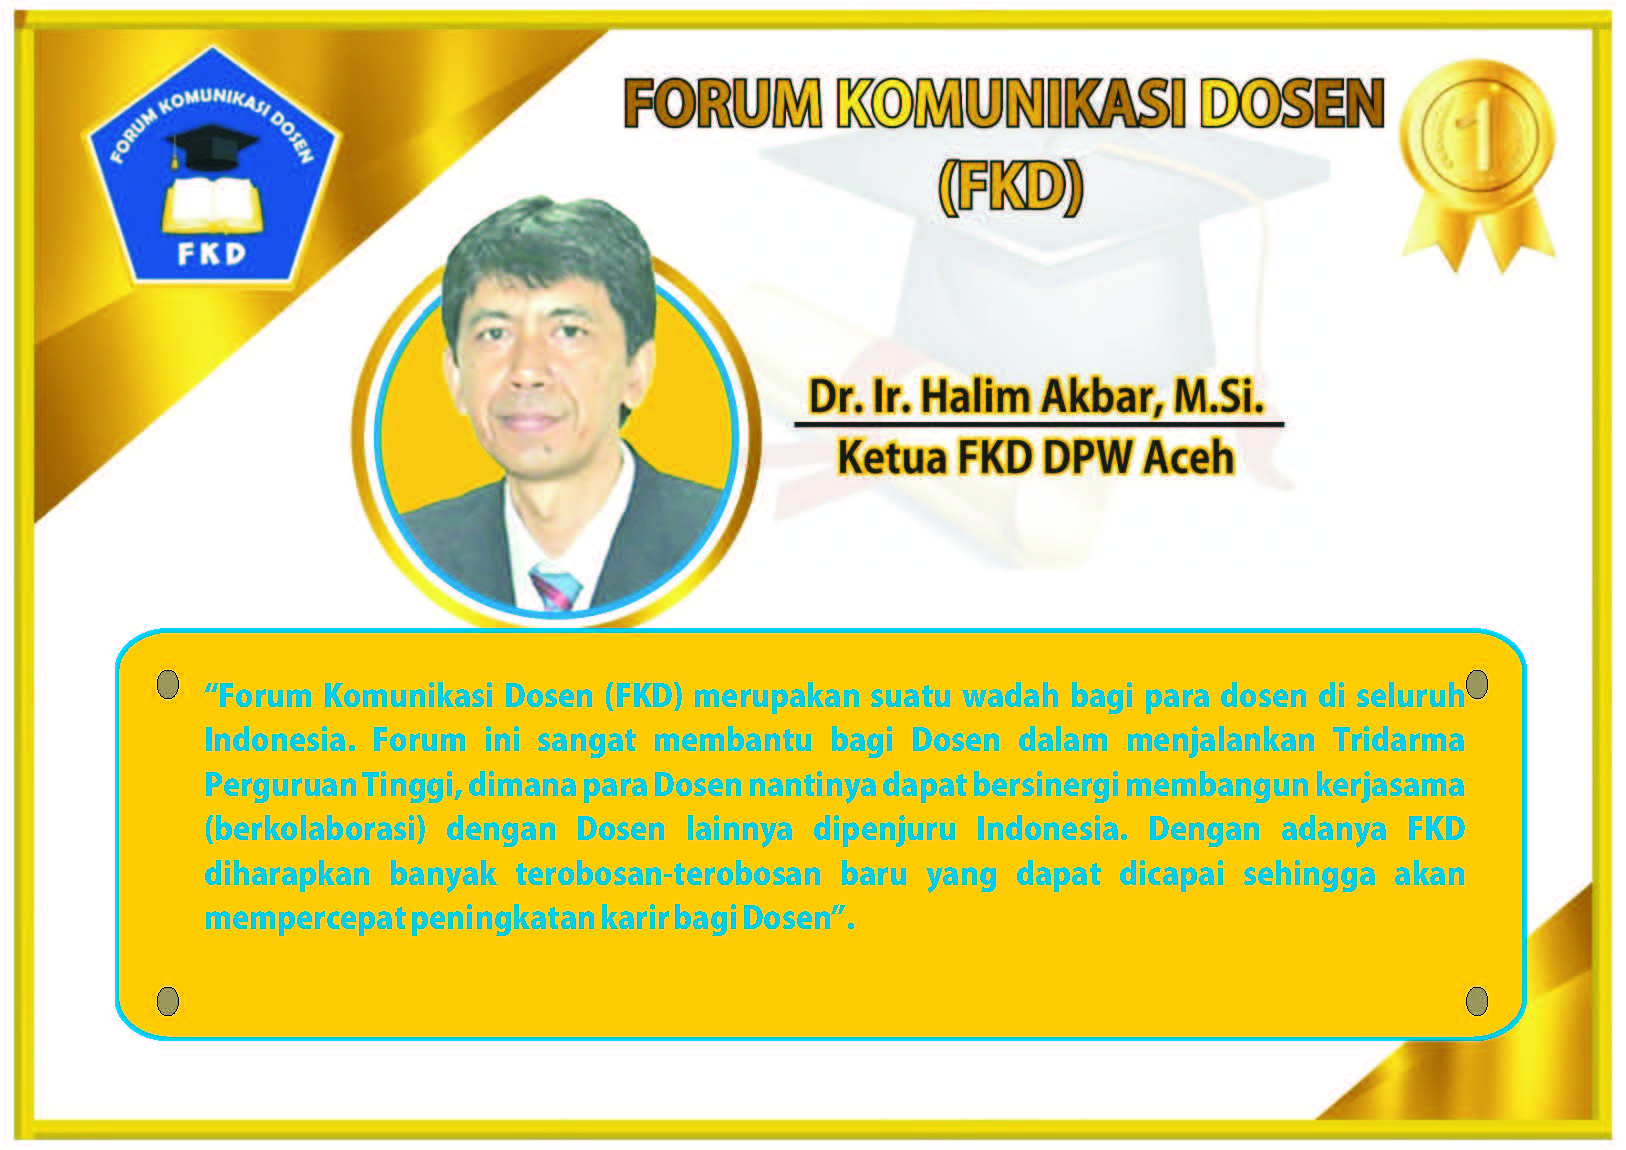 FORUM KOMUNIKASI DOSEN
FKD
FORUM KOMUNIKASI DOSEN
(FKD)
1
Dr. Ir. Halim Akbar, M.Si.
Ketua FKD DPW Aceh
“Forum Komunikasi Dosen (FKD) merupakan suatu wadah bagi para dosen di seluruh
Indonesia. Forum ini sangat membantu bagi Dosen dalam menjalankan Tridarma
Perguruan Tinggi, dimana para Dosen nantinya dapat bersinergi membangun kerjasama
(berkolaborasi) dengan Dosen lainnya dipenjuru Indonesia. Dengan adanya FKD
diharapkan banyak terobosan-terobosan baru yang dapat dicapai sehingga akan
mempercepat peningkatan karir bagi Dosen”.